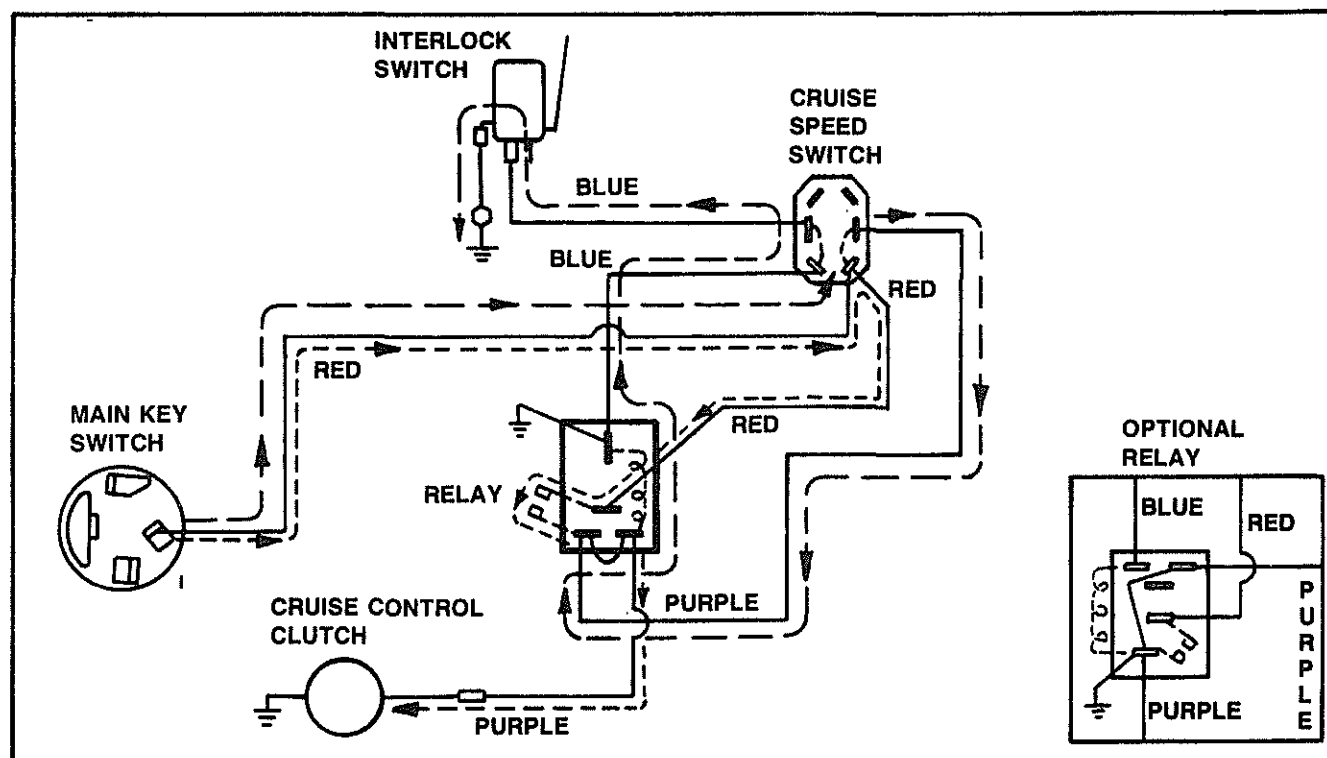 INTERLOCK
SWITCH
CRUISE
SPEED
SWITCH
BLUE
BLUE
RED
RED
MAIN KEY
SWITCH
RED
OPTIONAL
RELAY
RELAY
BLUE
RED
CRUISE CONTROL
CLUTCH
PURPLE
PURPLE
PURPLE
PURPLE